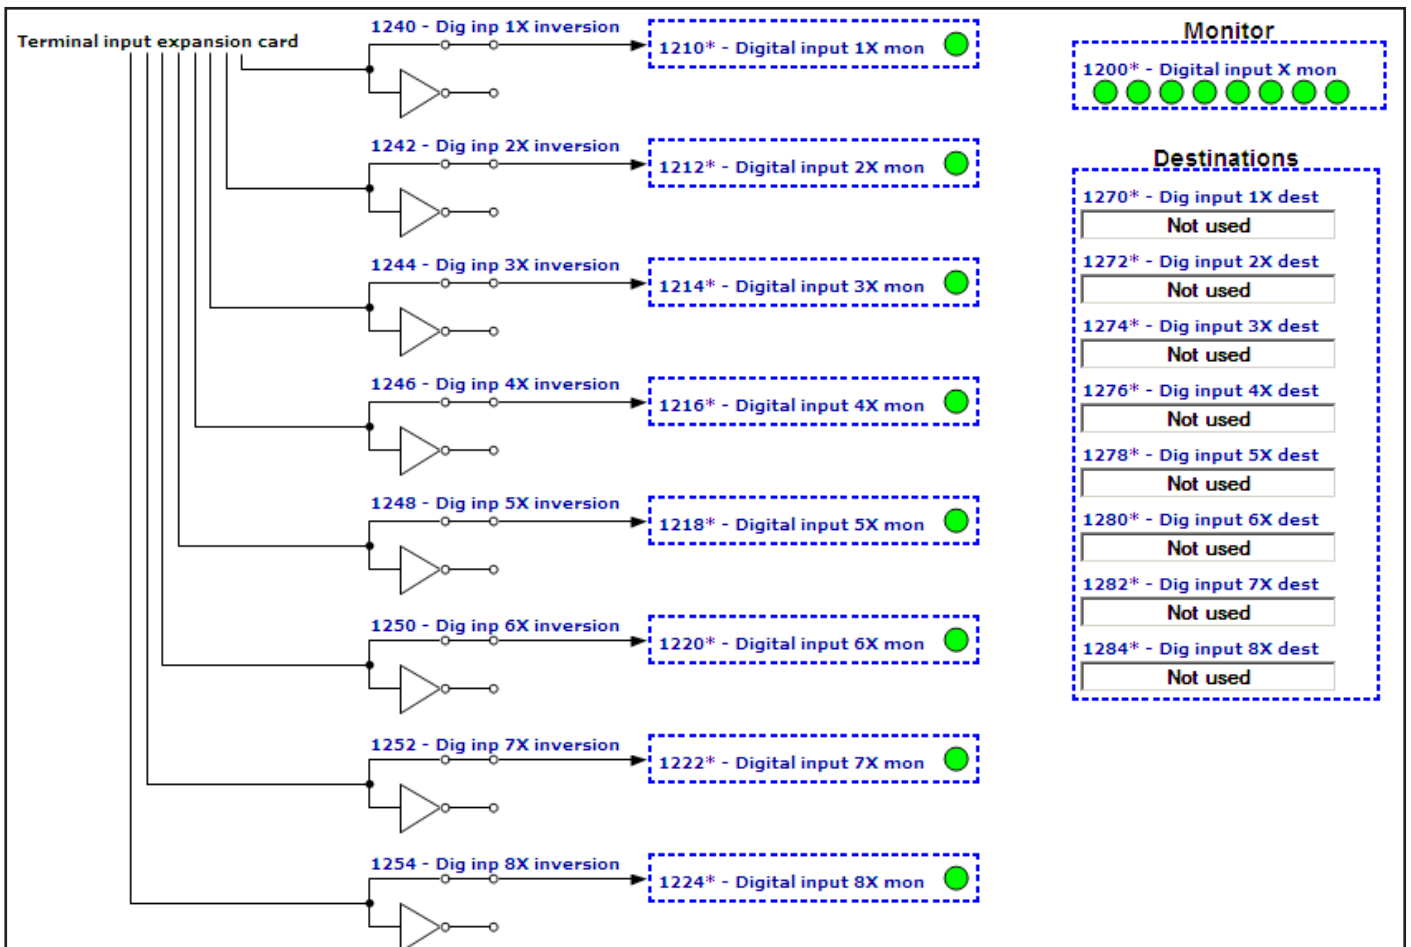 Terminal input expansion card
1240 - Dig inp 1X inversion
1210* - Digital input 1X mon
1242 - Dig inp 2X inversion
1212* - Digital input 2X mon
1244 - Dig inp 3X inversion
1214* - Digital input 3X mon
1246 - Dig inp 4X inversion
1216* - Digital input 4X mon
1248 - Dig inp 5X inversion
1218* - Digital input 5X mon
1250 - Dig inp 6X inversion
1220* - Digital input 6X mon
1252 - Dig inp 7X inversion
1222* - Digital input 7X mon
1254 - Dig inp 8X inversion
1224* - Digital input 8X mon
Monitor
1200* - Digital input X mon
Destinations
1270* - Dig input 1X dest
Not used
1272* - Dig input 2X dest
Not used
1274* - Dig input 3X dest
Not used
1276* - Dig input 4X dest
Not used
1278* - Dig input 5X dest
Not used
1280* - Dig input 6X dest
Not used
1282* - Dig input 7X dest
Not used
1284* - Dig input 8X dest
Not used